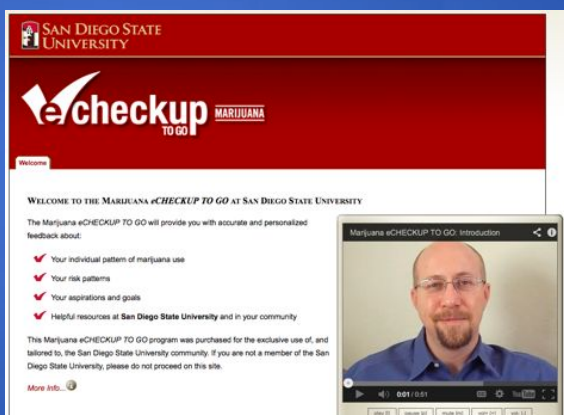 SAN DIEGO STATE
UNIVERSITY
echeckup
TO GO
MARIJUANA
Welcome
WELCOME TO THE MARIJUANA eCHECKUP TO GO AT SAN DIEGO STATE UNIVERSITY
The Marijuana eCHECKUP TO GO will provide you with accurate and personalized
feedback about:
Your individual pattern of marijuana use
Your risk patterns
Your aspirations and goals
Helpful resources at San Diego State University and in your community
This Marijuana eCHECKUP TO GO program was purchased for the exclusive use of, and
tailored to, the San Diego State University community. If you are not a member of the San
Diego State University, please do not proceed on this site.
More Info...
Marijuana eCHECKUP TO GO: Introduction
0:01 / 0:51
YouTube